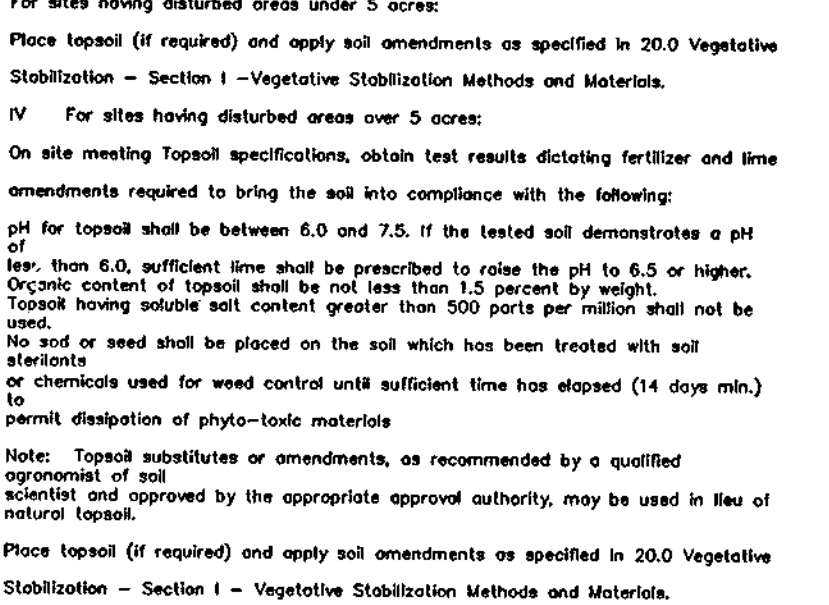 For sites having disturbed areas under 5 acres:
Place topsoil (if required) and apply soil amendments as specified in 20.0 Vegetative
Stabilization – Section I –Vegetative Stabilization Methods and Materials.
IV For sites having disturbed areas over 5 acres:
On site meeting Topsoil specifications, obtain test results dictating fertilizer and lime
amendments required to bring the soil into compliance with the following:
pH for topsoil shall be between 6.0 and 7.5. If the tested soil demonstrates a pH
of
less than 6.0, sufficient lime shall be prescribed to raise the pH to 6.5 or higher.
Organic content of topsoil shall be not less than 1.5 percent by weight.
Topsoil having soluble salt content greater than 500 parts per million shall not be
used.
No sod or seed shall be placed on the soil which has been treated with soil
sterilants
or chemicals used for weed control until sufficient time has elapsed (14 days min.)
to
permit dissipation of phyto-toxic materials
Note: Topsoil substitutes or amendments, as recommended by a qualified
agronomist of soil
scientist and approved by the appropriate approval authority, may be used in lieu of
natural topsoil.
Place topsoil (if required) and apply soil amendments as specified in 20.0 Vegetative
Stabilization – Section I – Vegetative Stabilization Methods and Materials.